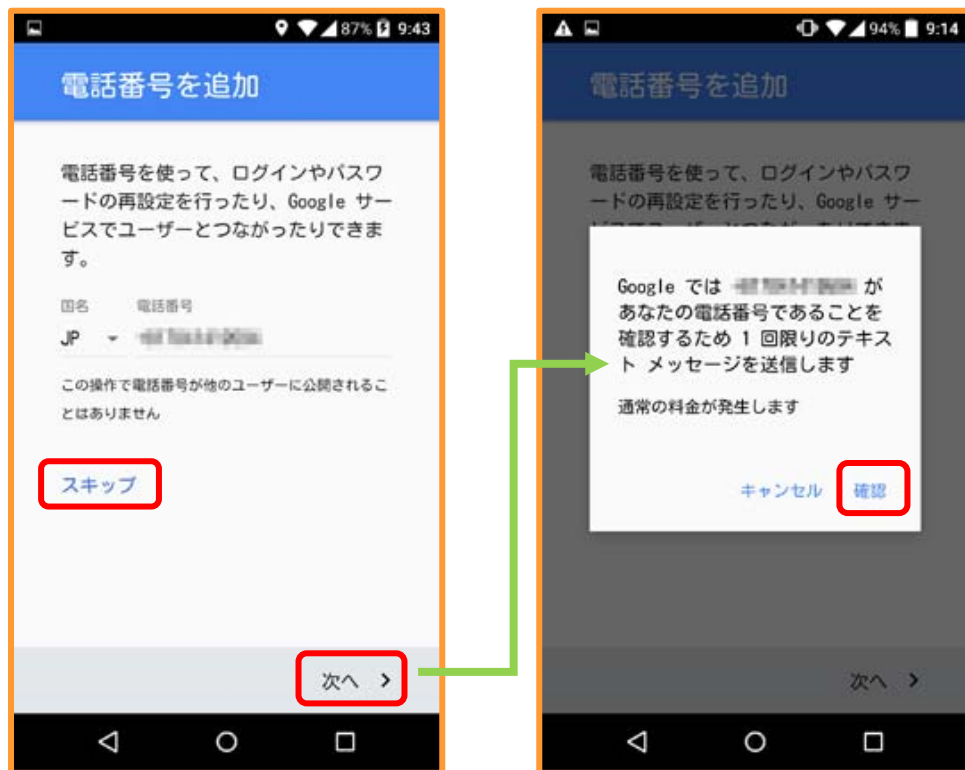 87% 9:43
電話番号を追加
電話番号を使って、ログインやパスワ
ードの再設定を行ったり、Google サー
ビスでユーザーとつながったりできま
す。
国名 電話番号
JP
この操作で電話番号が他のユーザーに公開されるこ
とはありません
スキップ
次へ
94% 9:14
電話番号を追加
電話番号を使って、ログインやパスワ
ードの再設定を行ったり、Google サー
Google では が
あなたの電話番号であることを
確認するため 1 回限りのテキス
ト メッセージを送信します
通常の料金が発生します
キャンセル 確認
次へ